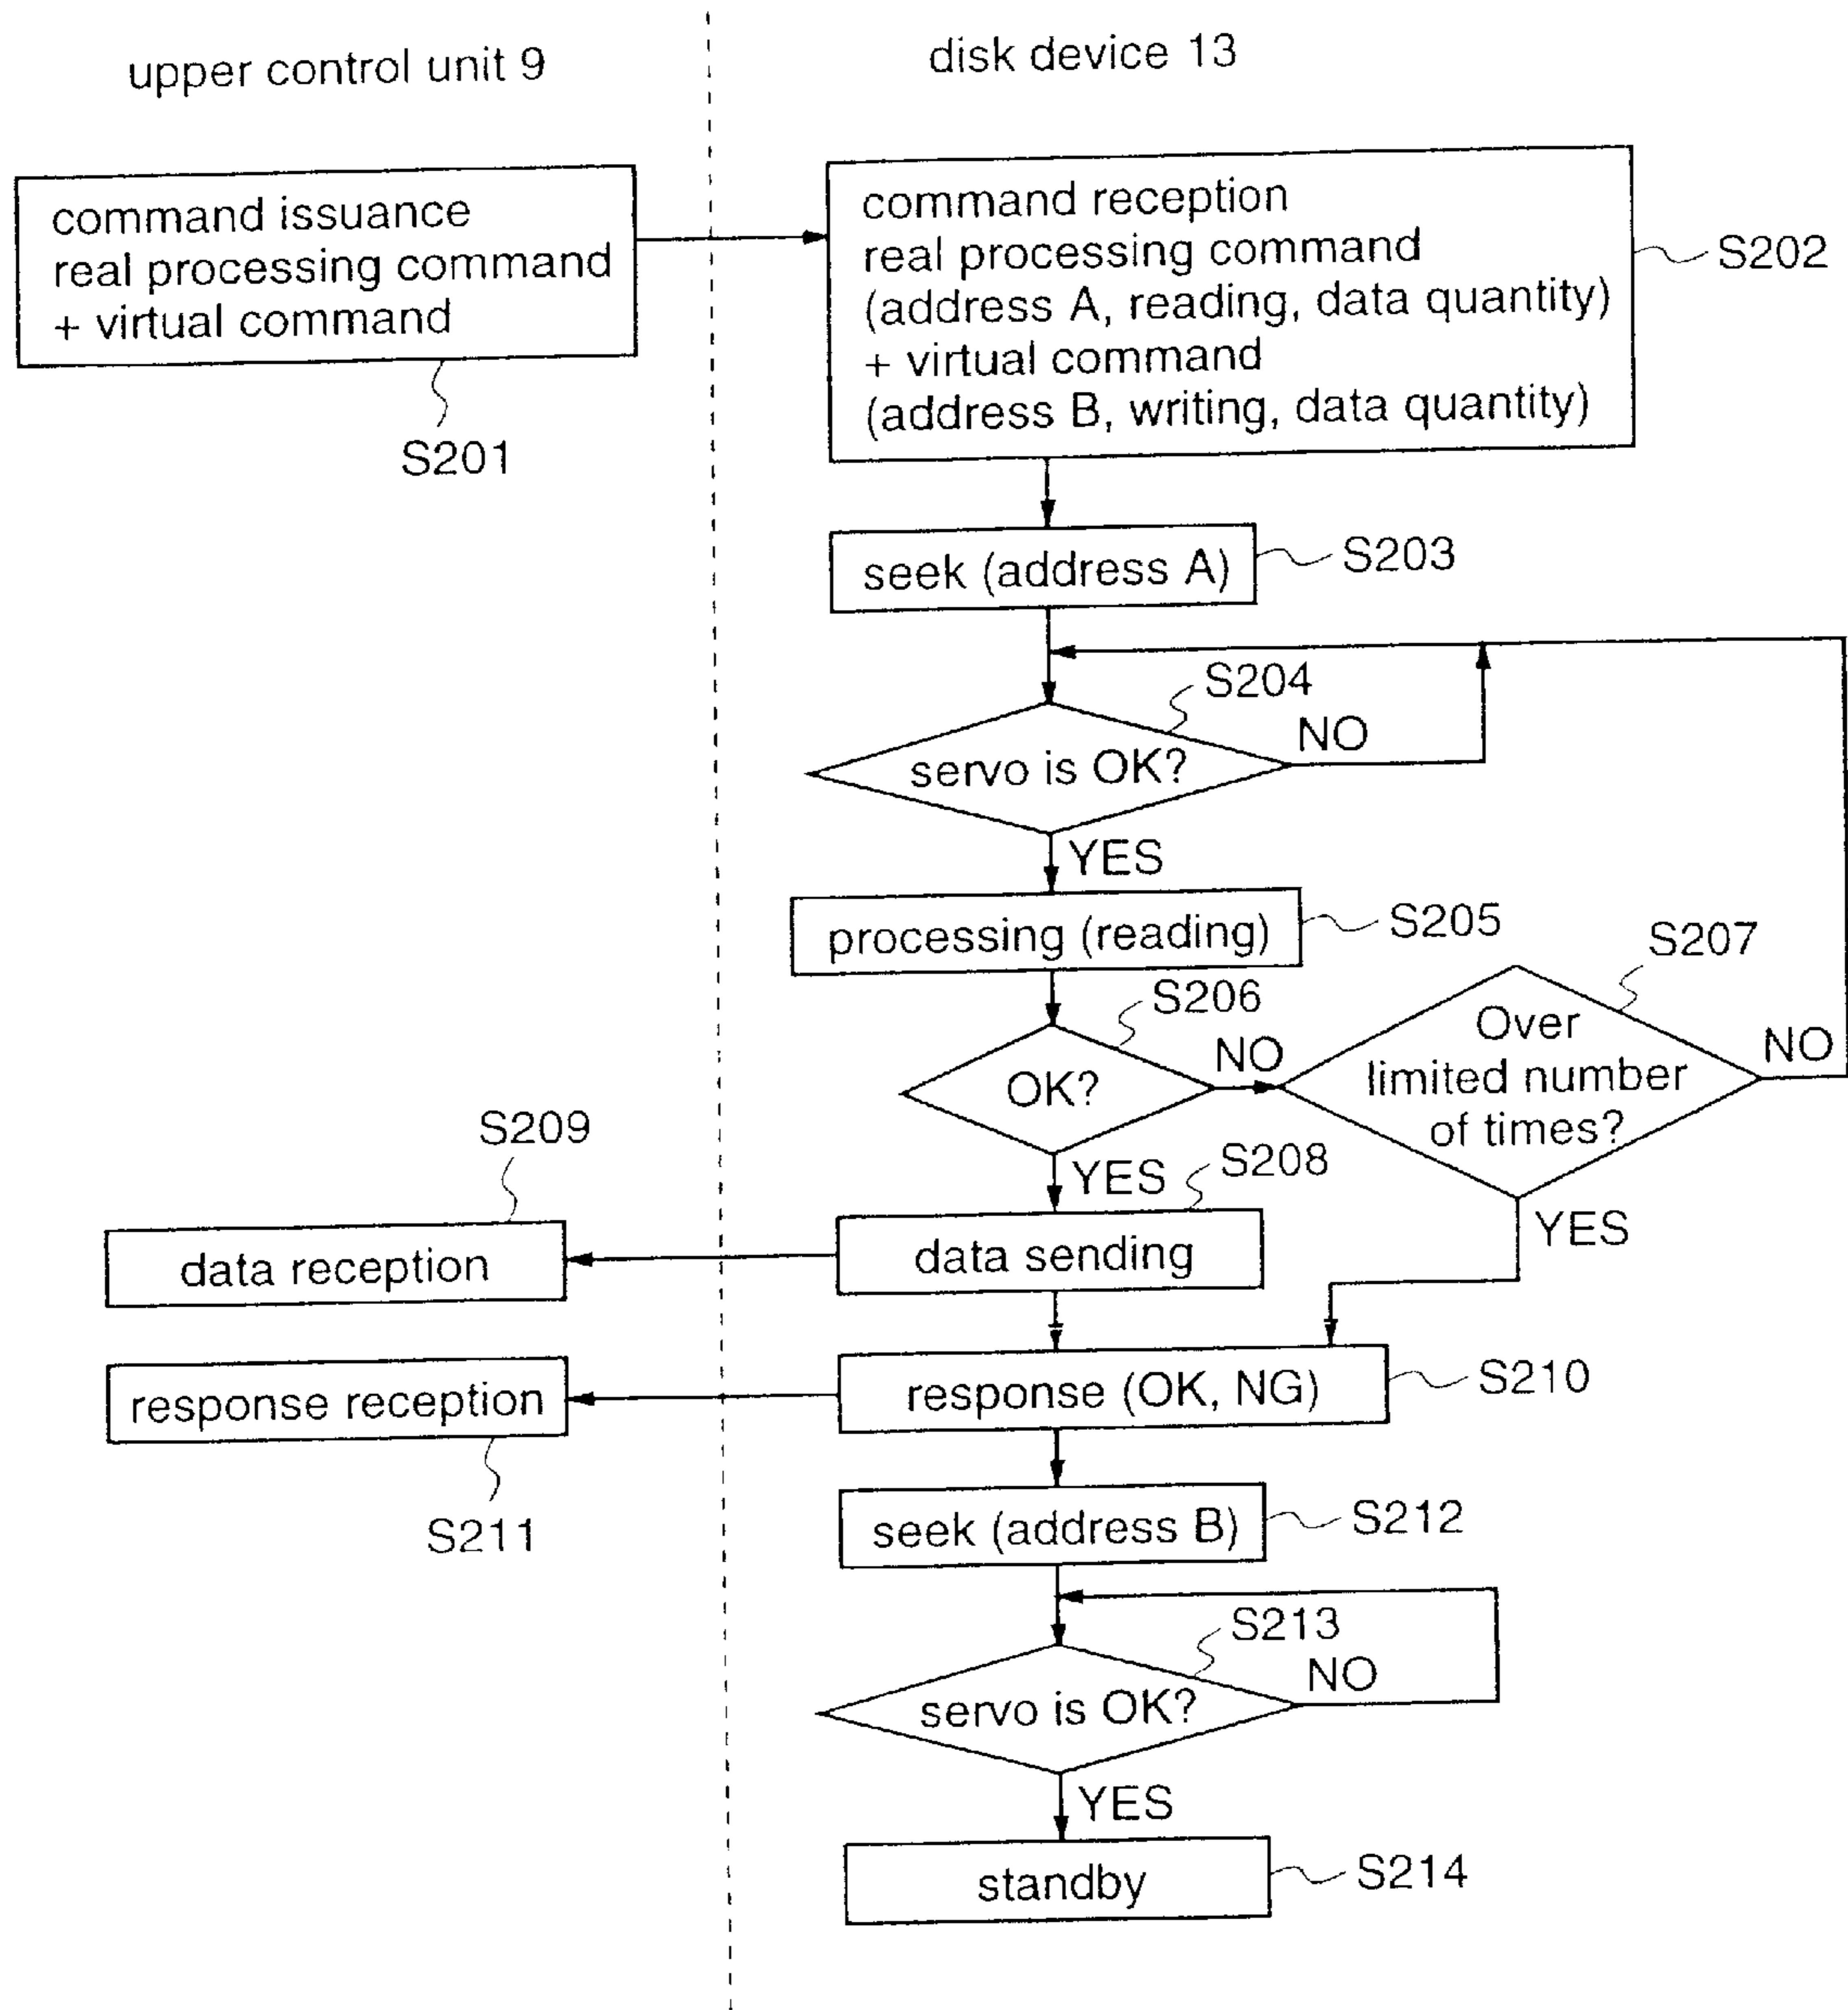 upper control unit 9
disk device 13
command issuance
real processing command
+ virtual command
S201
command reception
real processing command
(address A, reading, data quantity)
+ virtual command
(address B, writing, data quantity)
S202
seek (address A)
S203
S204
servo is OK?
NO
YES
processing (reading)
S205
S206
OK?
NO
S207
Over
limited number
of times?
NO
YES
YES
S208
data sending
S209
data reception
response (OK, NG)
S210
response reception
S211
seek (address B)
S212
S213
servo is OK?
NO
YES
standby
S214